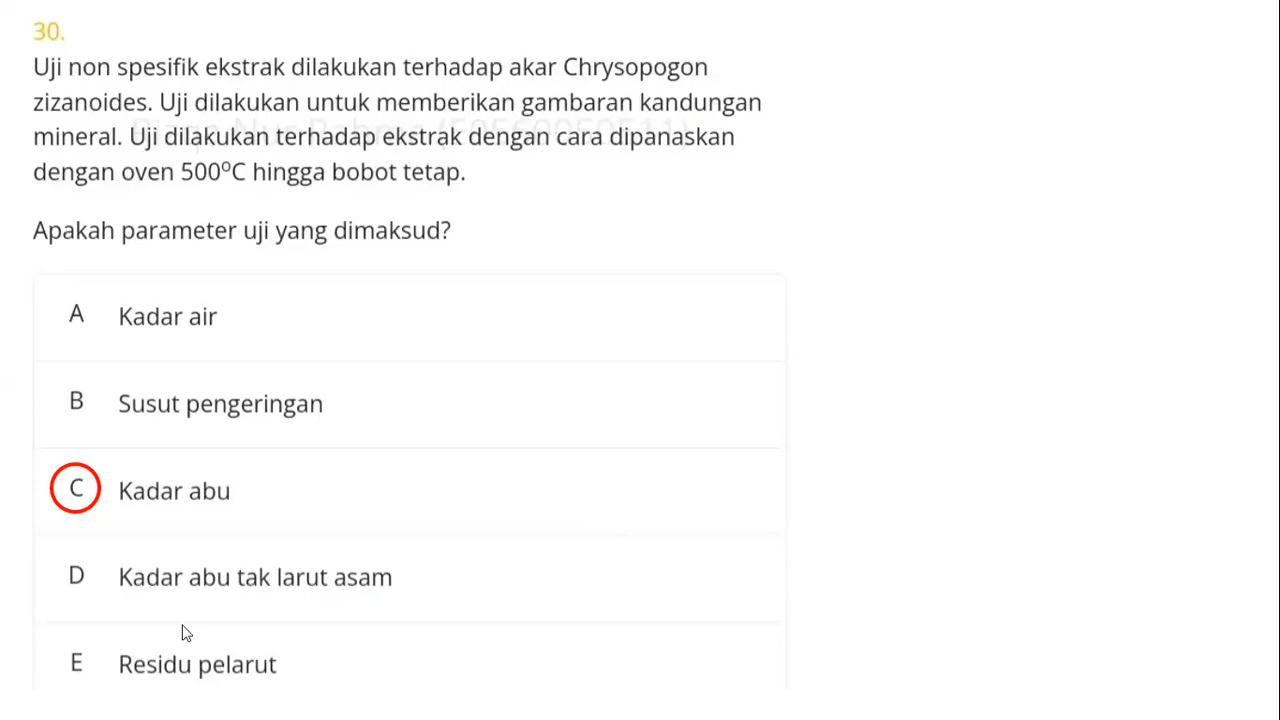 30.
Uji non spesifik ekstrak dilakukan terhadap akar Chrysopogon
zizanoides. Uji dilakukan untuk memberikan gambaran kandungan
mineral. Uji dilakukan terhadap ekstrak dengan cara dipanaskan
dengan oven 500⁰C hingga bobot tetap.
Apakah parameter uji yang dimaksud?
A Kadar air
B Susut pengeringan
C Kadar abu
D Kadar abu tak larut asam
E Residu pelarut